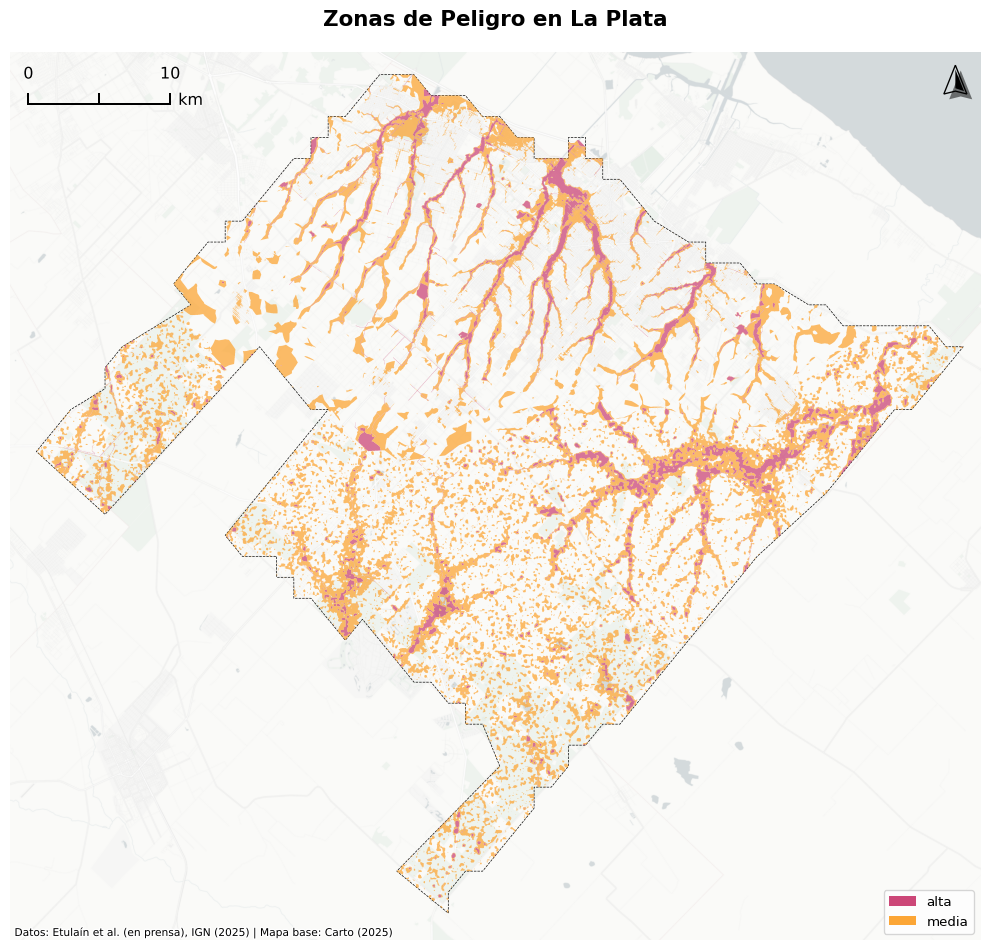 Zonas de Peligro en La Plata
0 10
km
alta
media
Datos: Etulaín et al. (en prensa), IGN (2025) | Mapa base: Carto (2025)